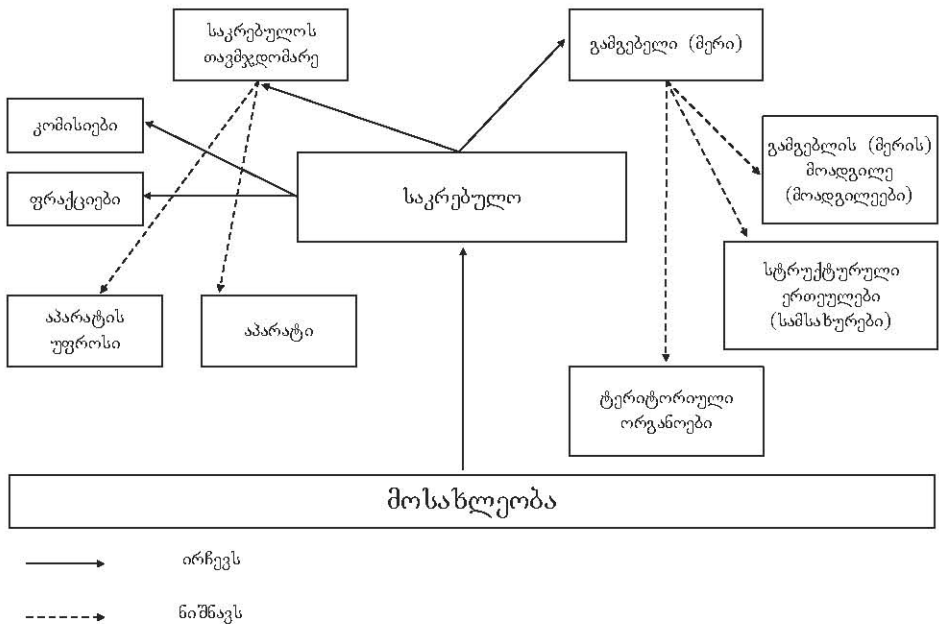 საკრებულოს
თავმჯდომარე
გამგებელი (მერი)
კომისიები
გამგებლის (მერის)
მოადგილე
(მოადგილეები)
ფრაქციები
საკრებულო
სტრუქტურული
ერთეულები
(სამსახურები)
აპარატის
უფროსი
აპარატი
ტერიტორიული
ორგანოები
მოსახლეობა
ირჩევს
ნიშნავს